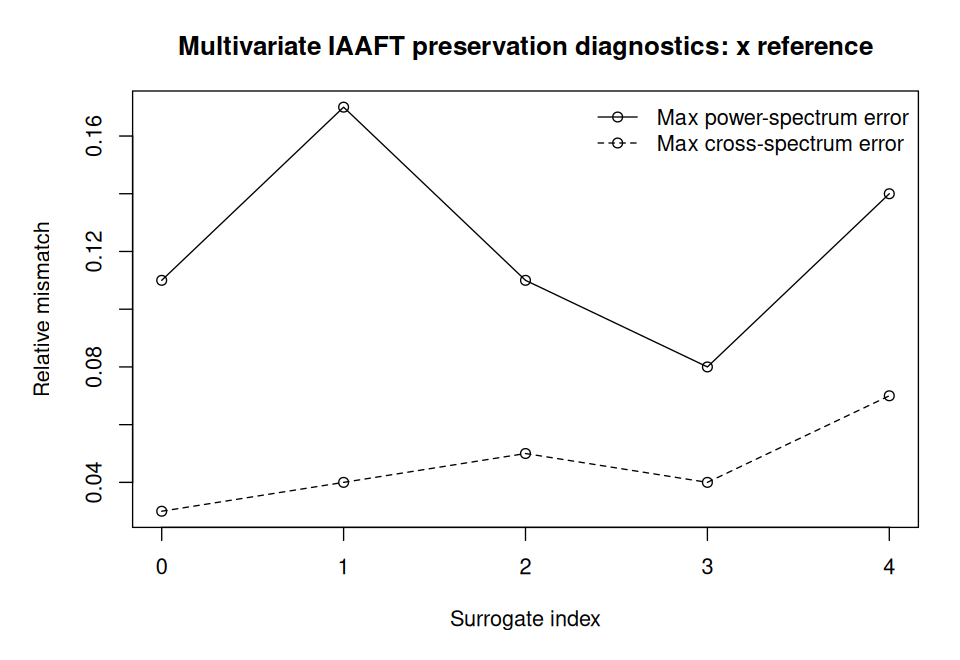 Multivariate IAAFT preservation diagnostics: x reference
Max power-spectrum error
Max cross-spectrum error
Relative mismatch
0.16
0.12
0.08
0.04
0 1 2 3 4
Surrogate index